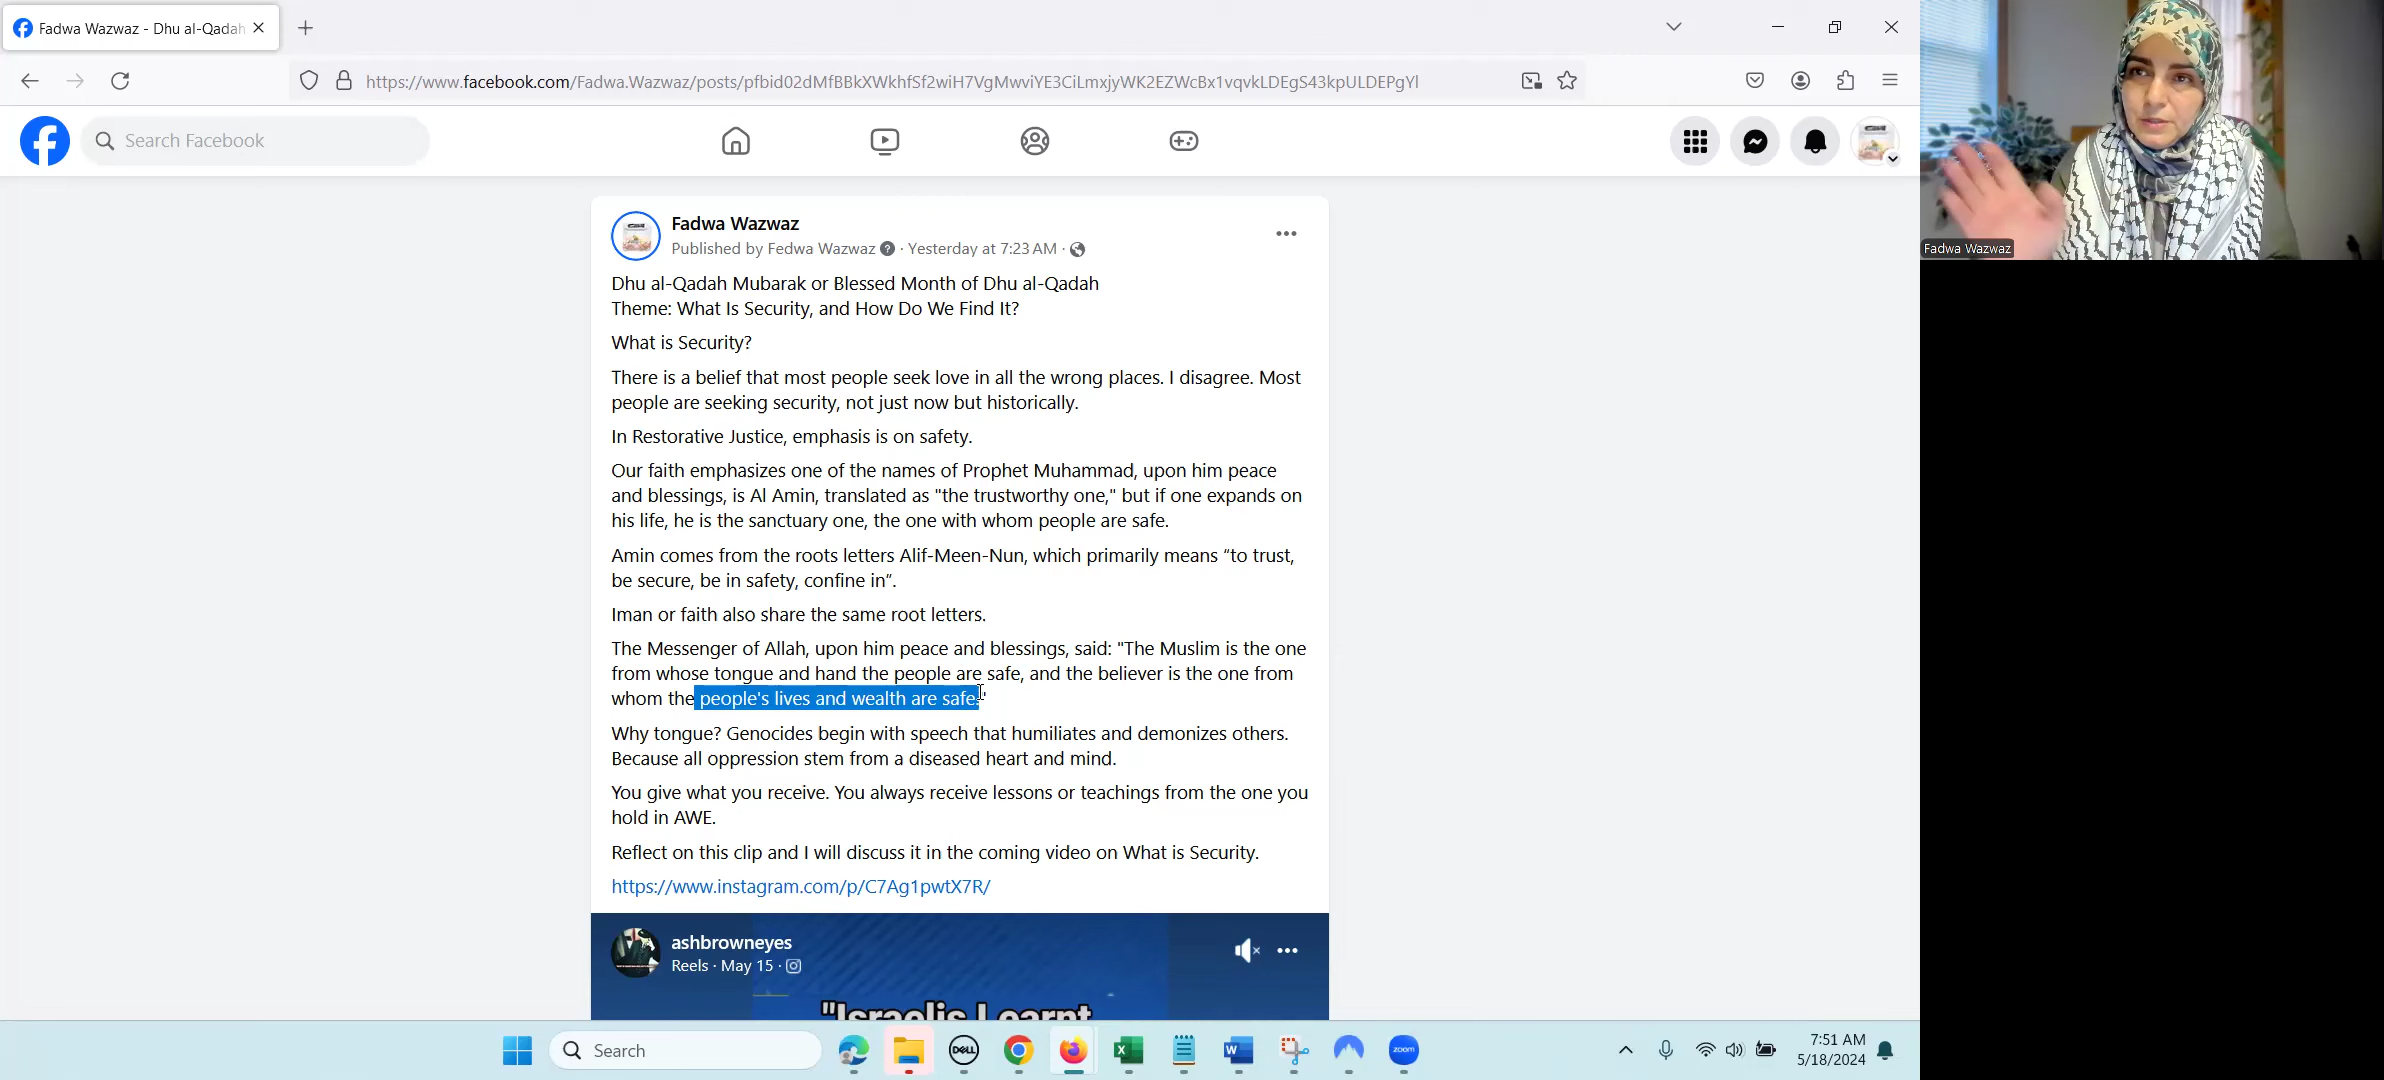 Fadwa Wazwaz - Dhu al-Qadah
https://www.facebook.com/Fadwa.Wazwaz/posts/pfbid02dMfBBkXWkhfSf2wiH7VgMwviYE3CiLmxjyWK2EZWcBx1vqvkLDEgS43kpULDEPgYl
Search Facebook
Fadwa Wazwaz
Fadwa Wazwaz
Published by Fedwa Wazwaz · Yesterday at 7:23 AM ·
Dhu al-Qadah Mubarak or Blessed Month of Dhu al-Qadah
Theme: What Is Security, and How Do We Find It?
What is Security?
There is a belief that most people seek love in all the wrong places. I disagree. Most
people are seeking security, not just now but historically.
In Restorative Justice, emphasis is on safety.
Our faith emphasizes one of the names of Prophet Muhammad, upon him peace
and blessings, is Al Amin, translated as "the trustworthy one," but if one expands on
his life, he is the sanctuary one, the one with whom people are safe.
Amin comes from the roots letters Alif-Meen-Nun, which primarily means “to trust,
be secure, be in safety, confine in”.
Iman or faith also share the same root letters.
The Messenger of Allah, upon him peace and blessings, said: "The Muslim is the one
from whose tongue and hand the people are safe, and the believer is the one from
whom the people's lives and wealth are safe."
Why tongue? Genocides begin with speech that humiliates and demonizes others.
Because all oppression stem from a diseased heart and mind.
You give what you receive. You always receive lessons or teachings from the one you
hold in AWE.
Reflect on this clip and I will discuss it in the coming video on What is Security.
https://www.instagram.com/p/C7Ag1pwtX7R/
ashbrowneyes
Reels · May 15 ·
"Israelis Learnt
Search
DELL
zoom
7:51 AM
5/18/2024